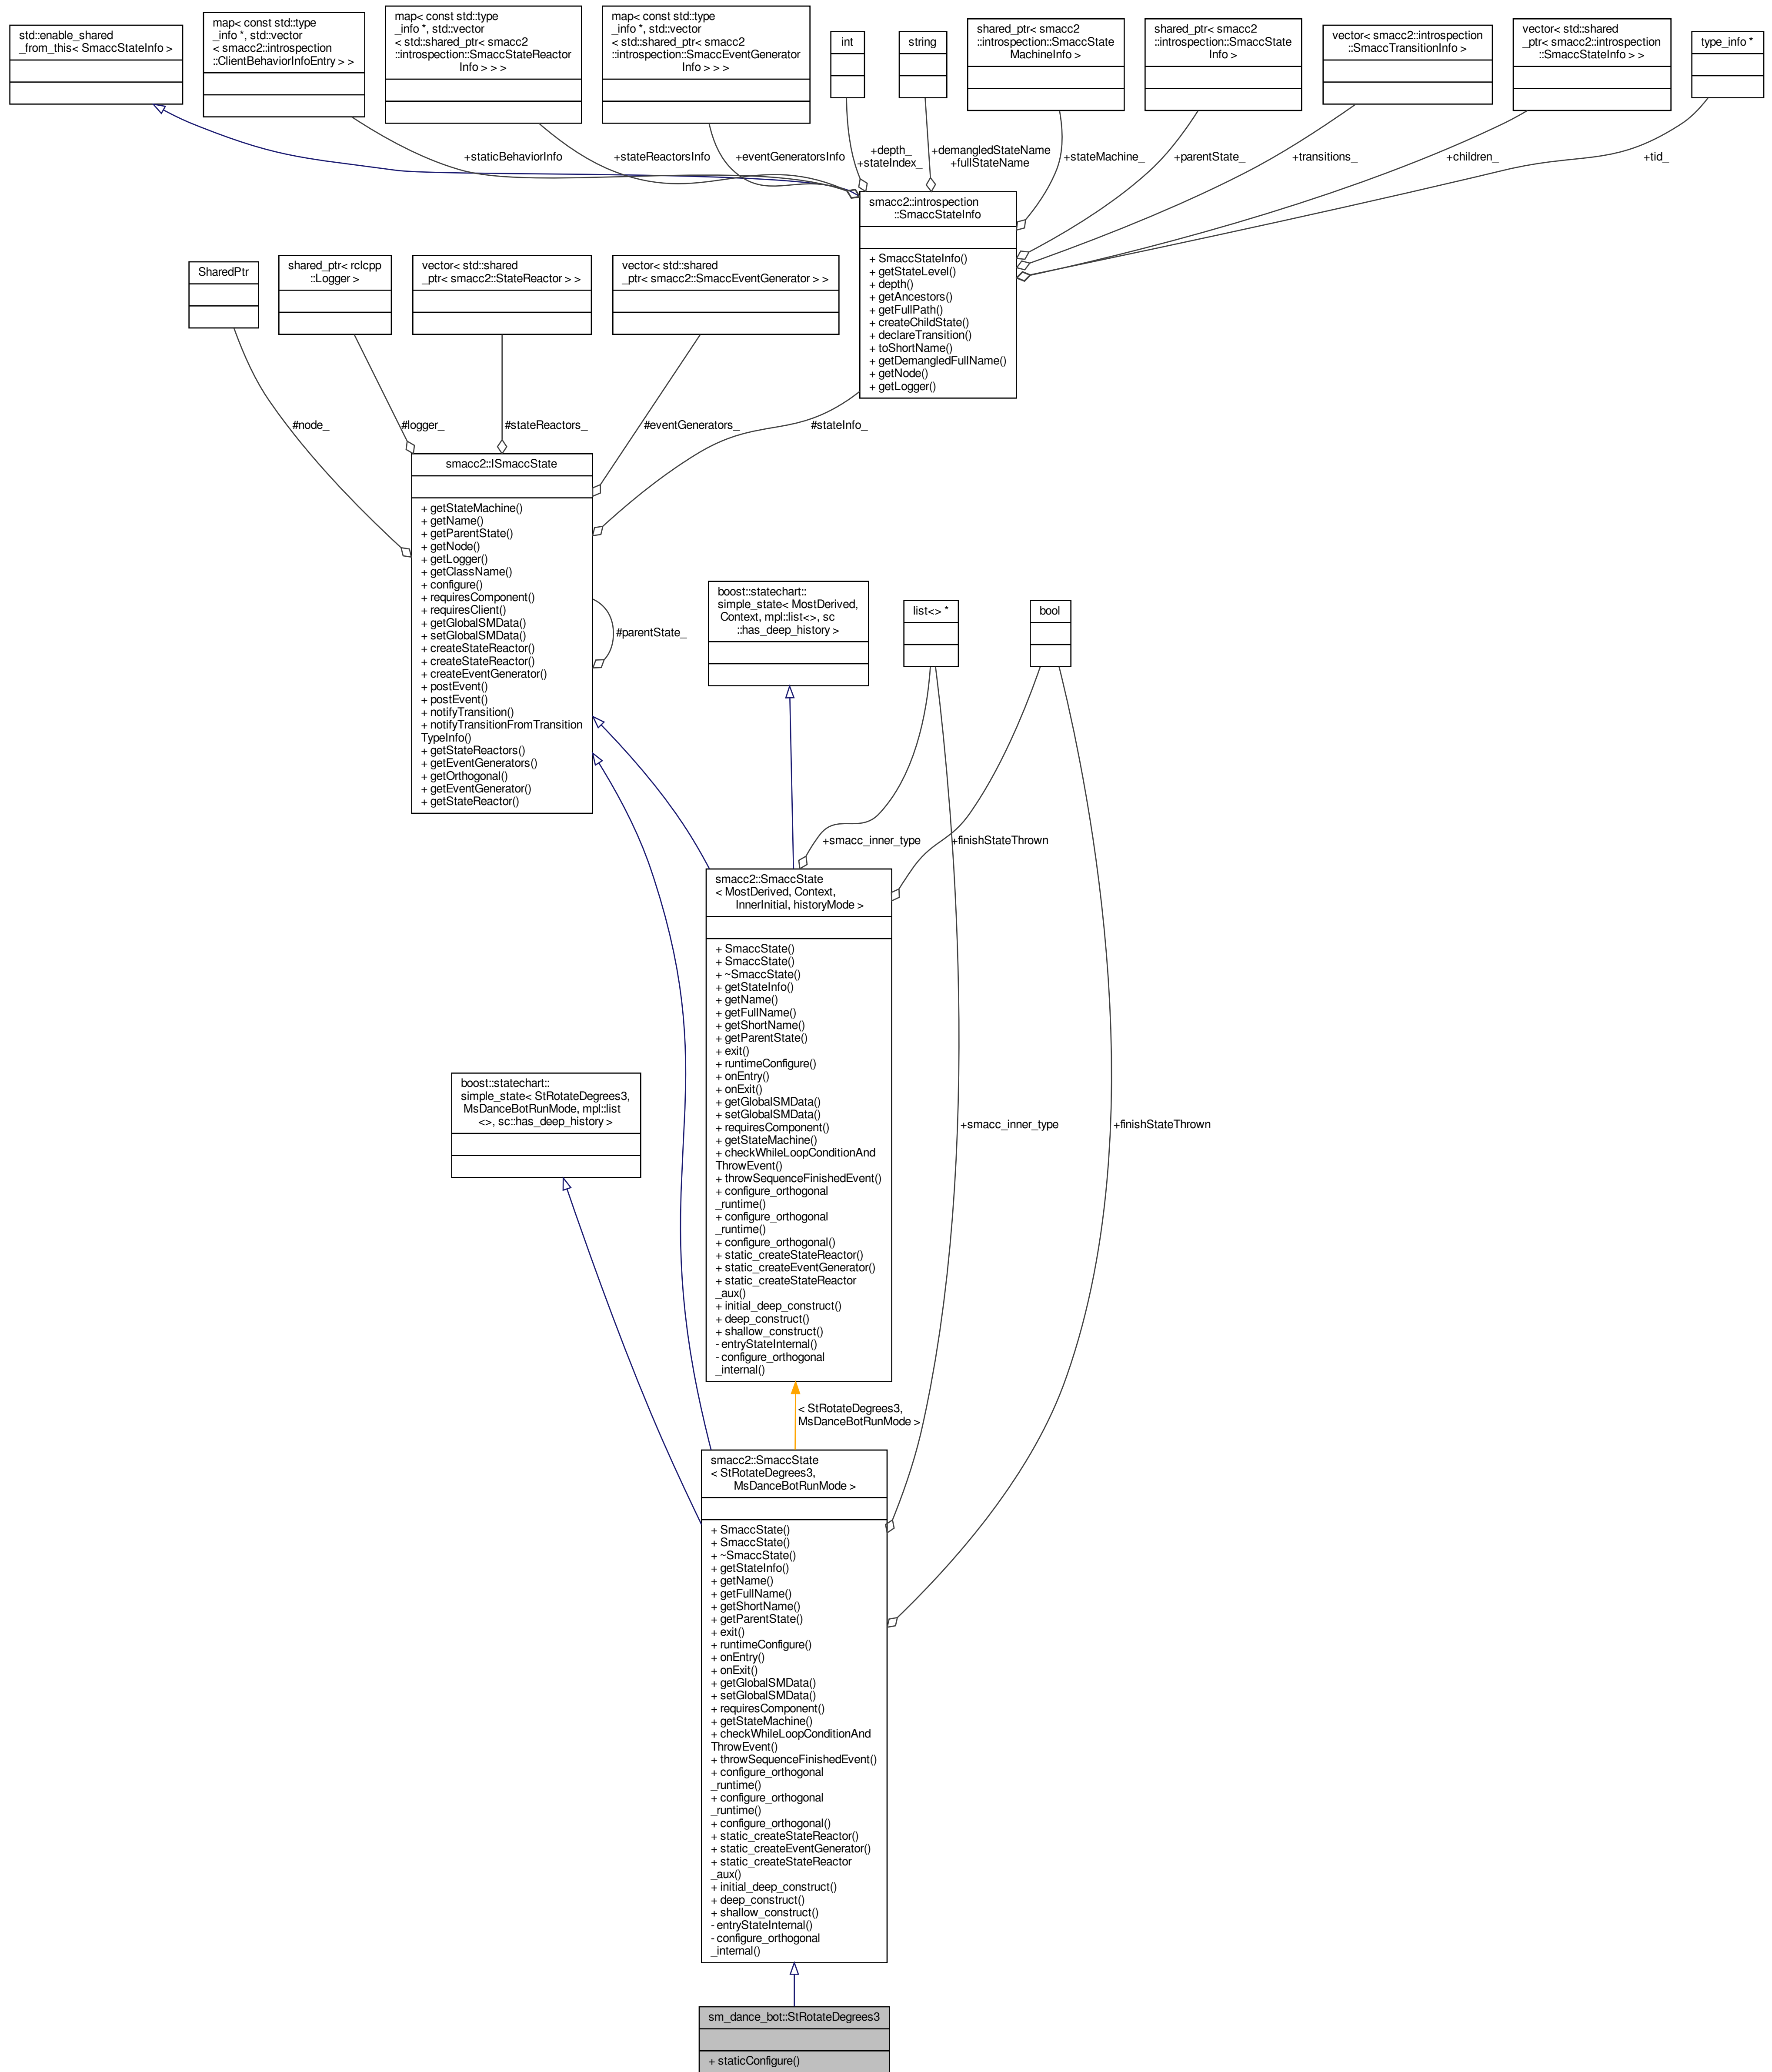 std::enable_shared
_from_this< SmaccStateInfo >
map< const std::type
_info *, std::vector
< smacc2::introspection
::ClientBehaviorInfoEntry > >
map< const std::type
_info *, std::vector
< std::shared_ptr< smacc2
::introspection::SmaccStateReactor
Info > > >
map< const std::type
_info *, std::vector
< std::shared_ptr< smacc2
::introspection::SmaccEventGenerator
Info > > >
int
string
shared_ptr< smacc2
::introspection::SmaccState
MachineInfo >
shared_ptr< smacc2
::introspection::SmaccState
Info >
vector< smacc2::introspection
::SmaccTransitionInfo >
vector< std::shared
_ptr< smacc2::introspection
::SmaccStateInfo > >
type_info *
+staticBehaviorInfo
+stateReactorsInfo
+eventGeneratorsInfo
+depth_
+stateIndex_
+demangledStateName
+fullStateName
+stateMachine_
+parentState_
+transitions_
+children_
+tid_
smacc2::introspection
::SmaccStateInfo
+ SmaccStateInfo()
+ getStateLevel()
+ depth()
+ getAncestors()
+ getFullPath()
+ createChildState()
+ declareTransition()
+ toShortName()
+ getDemangledFullName()
+ getNode()
+ getLogger()
SharedPtr
shared_ptr< rclcpp
::Logger >
vector< std::shared
_ptr< smacc2::StateReactor > >
vector< std::shared
_ptr< smacc2::SmaccEventGenerator > >
#node_
#logger_
#stateReactors_
#eventGenerators_
#stateInfo_
smacc2::ISmaccState
+ getStateMachine()
+ getName()
+ getParentState()
+ getNode()
+ getLogger()
+ getClassName()
+ configure()
+ requiresComponent()
+ requiresClient()
+ getGlobalSMData()
+ setGlobalSMData()
+ createStateReactor()
+ createStateReactor()
+ createEventGenerator()
+ postEvent()
+ postEvent()
+ notifyTransition()
+ notifyTransitionFromTransition
TypeInfo()
+ getStateReactors()
+ getEventGenerators()
+ getOrthogonal()
+ getEventGenerator()
+ getStateReactor()
#parentState_
boost::statechart::
simple_state< MostDerived,
Context, mpl::list<>, sc
::has_deep_history >
list<> *
bool
+smacc_inner_type
+finishStateThrown
smacc2::SmaccState
< MostDerived, Context,
InnerInitial, historyMode >
+ SmaccState()
+ SmaccState()
+ ~SmaccState()
+ getStateInfo()
+ getName()
+ getFullName()
+ getShortName()
+ getParentState()
+ exit()
+ runtimeConfigure()
+ onEntry()
+ onExit()
+ getGlobalSMData()
+ setGlobalSMData()
+ requiresComponent()
+ getStateMachine()
+ checkWhileLoopConditionAnd
ThrowEvent()
+ throwSequenceFinishedEvent()
+ configure_orthogonal
_runtime()
+ configure_orthogonal
_runtime()
+ configure_orthogonal()
+ static_createStateReactor()
+ static_createEventGenerator()
+ static_createStateReactor
_aux()
+ initial_deep_construct()
+ deep_construct()
+ shallow_construct()
- entryStateInternal()
- configure_orthogonal
_internal()
boost::statechart::
simple_state< StRotateDegrees3,
MsDanceBotRunMode, mpl::list
<>, sc::has_deep_history >
+smacc_inner_type
+finishStateThrown
< StRotateDegrees3,
MsDanceBotRunMode >
smacc2::SmaccState
< StRotateDegrees3,
MsDanceBotRunMode >
+ SmaccState()
+ SmaccState()
+ ~SmaccState()
+ getStateInfo()
+ getName()
+ getFullName()
+ getShortName()
+ getParentState()
+ exit()
+ runtimeConfigure()
+ onEntry()
+ onExit()
+ getGlobalSMData()
+ setGlobalSMData()
+ requiresComponent()
+ getStateMachine()
+ checkWhileLoopConditionAnd
ThrowEvent()
+ throwSequenceFinishedEvent()
+ configure_orthogonal
_runtime()
+ configure_orthogonal
_runtime()
+ configure_orthogonal()
+ static_createStateReactor()
+ static_createEventGenerator()
+ static_createStateReactor
_aux()
+ initial_deep_construct()
+ deep_construct()
+ shallow_construct()
- entryStateInternal()
- configure_orthogonal
_internal()
sm_dance_bot::StRotateDegrees3
+ staticConfigure()